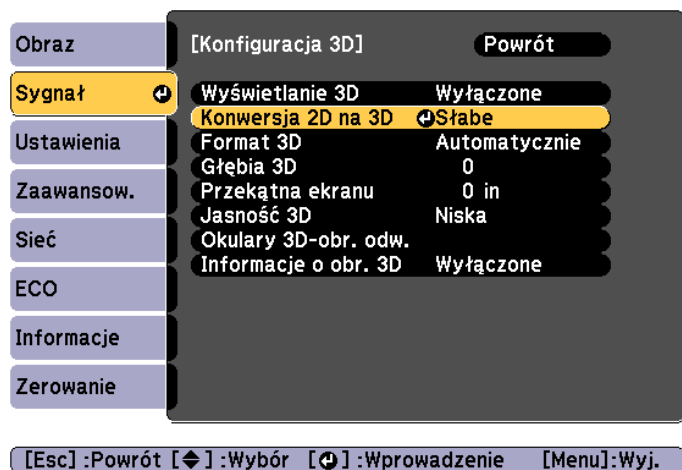 Obraz
Sygnał
Ustawienia
Zaawansow.
Sieć
ECO
Informacje
Zerowanie
[Konfiguracja 3D] Powrót
Wyświetlanie 3D Wyłączone
Konwersja 2D na 3D Słabe
Format 3D Automatycznie
Głębia 3D 0
Przekątna ekranu 0 in
Jasność 3D Niska
Okulary 3D-obr. odw.
Informacje o obr. 3D Wyłączone
[Esc] :Powrót [◆] :Wybór [⏎] :Wprowadzenie [Menu]:Wyj.